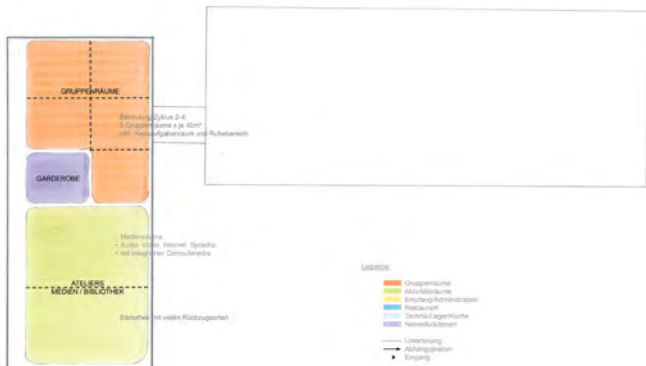 GRUPPENRÄUME
Betreuung Zyklus 2-4:
5 Gruppenräume x je 40m²
inkl. Hausaufgabenraum und Ruhebereich
GARDEROBE
Medienräume
• Audio Video Internet Sprache
• mit integrierter Computerecke
ATELIERS
MEDIEN / BIBLIOTHEK
Bibliothek mit vielen Rückzugsorten
Legende:
Gruppenräume
Aktivitätsräume
Empfang/Administration
Restaurant
Technik/Lager/Küche
Nebenfunktionen
Unterteilung
Abhängigkeiten
Eingang